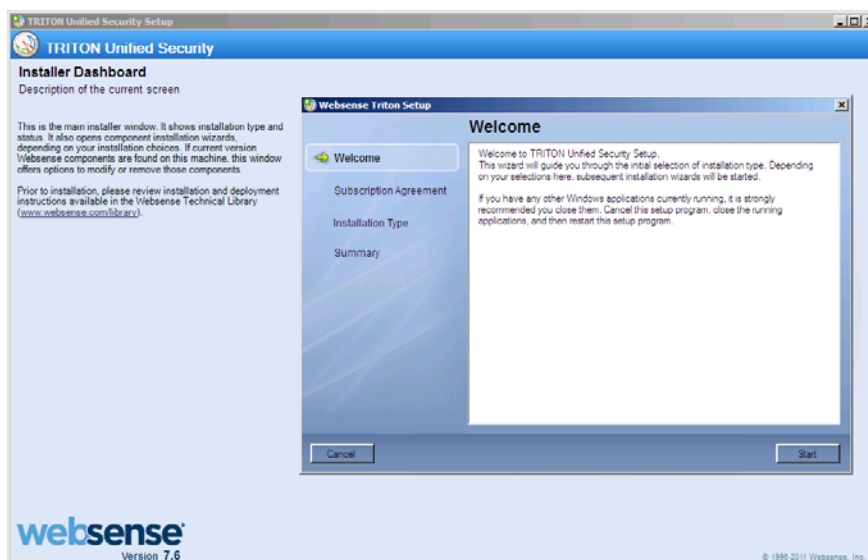 TRITON Unified Security Setup
TRITON Unified Security
Installer Dashboard
Description of the current screen
This is the main installer window. It shows installation type and
status. It also opens component installation wizards,
depending on your installation choices. If current version
Websense components are found on this machine, this window
offers options to modify or remove those components.
Prior to installation, please review installation and deployment
instructions available in the Websense Technical Library
(www.websense.com/library).
Websense Triton Setup
Welcome
Welcome
Subscription Agreement
Installation Type
Summary
Welcome to TRITON Unified Security Setup.
This wizard will guide you through the initial selection of installation type. Depending
on your selections here, subsequent installation wizards will be started.
If you have any other Windows applications currently running, it is strongly
recommended you close them. Cancel this setup program, close the running
applications, and then restart this setup program.
Cancel
Start
websense
Version 7.6
© 1996-2011 Websense, Inc.